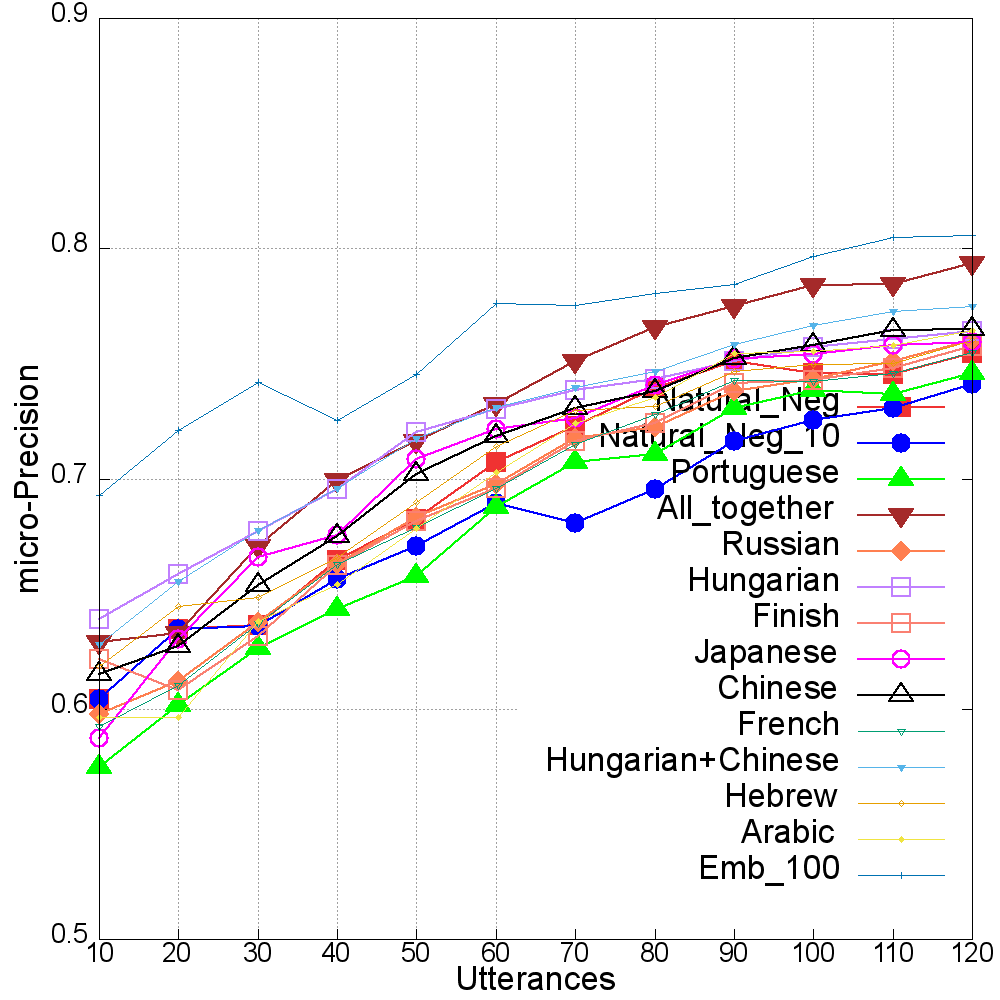 0.9
0.8
0.7
0.6
0.5
micro-Precision
Natural_Neg
Natural_Neg_10
Portuguese
All_together
Russian
Hungarian
Finish
Japanese
Chinese
French
Hungarian+Chinese
Hebrew
Arabic
Emb_100
10 20 30 40 50 60 70 80 90 100 110 120
Utterances